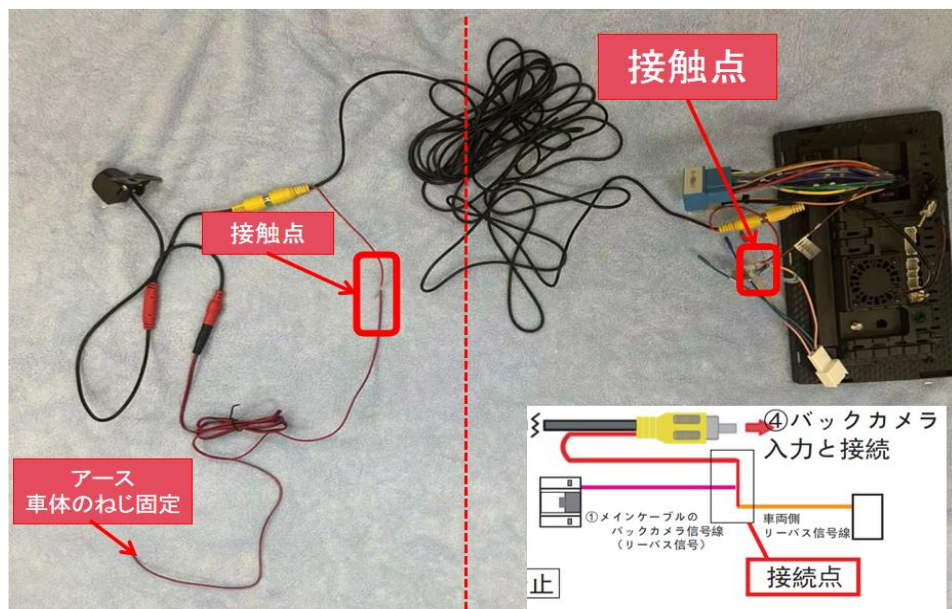 接触点
接触点
アース
車体のねじ固定
④バックカメラ
入力と接続
①メインケーブルの
バックカメラ信号線
（リーバス信号）
車両側
リーバス信号線
接続点
止